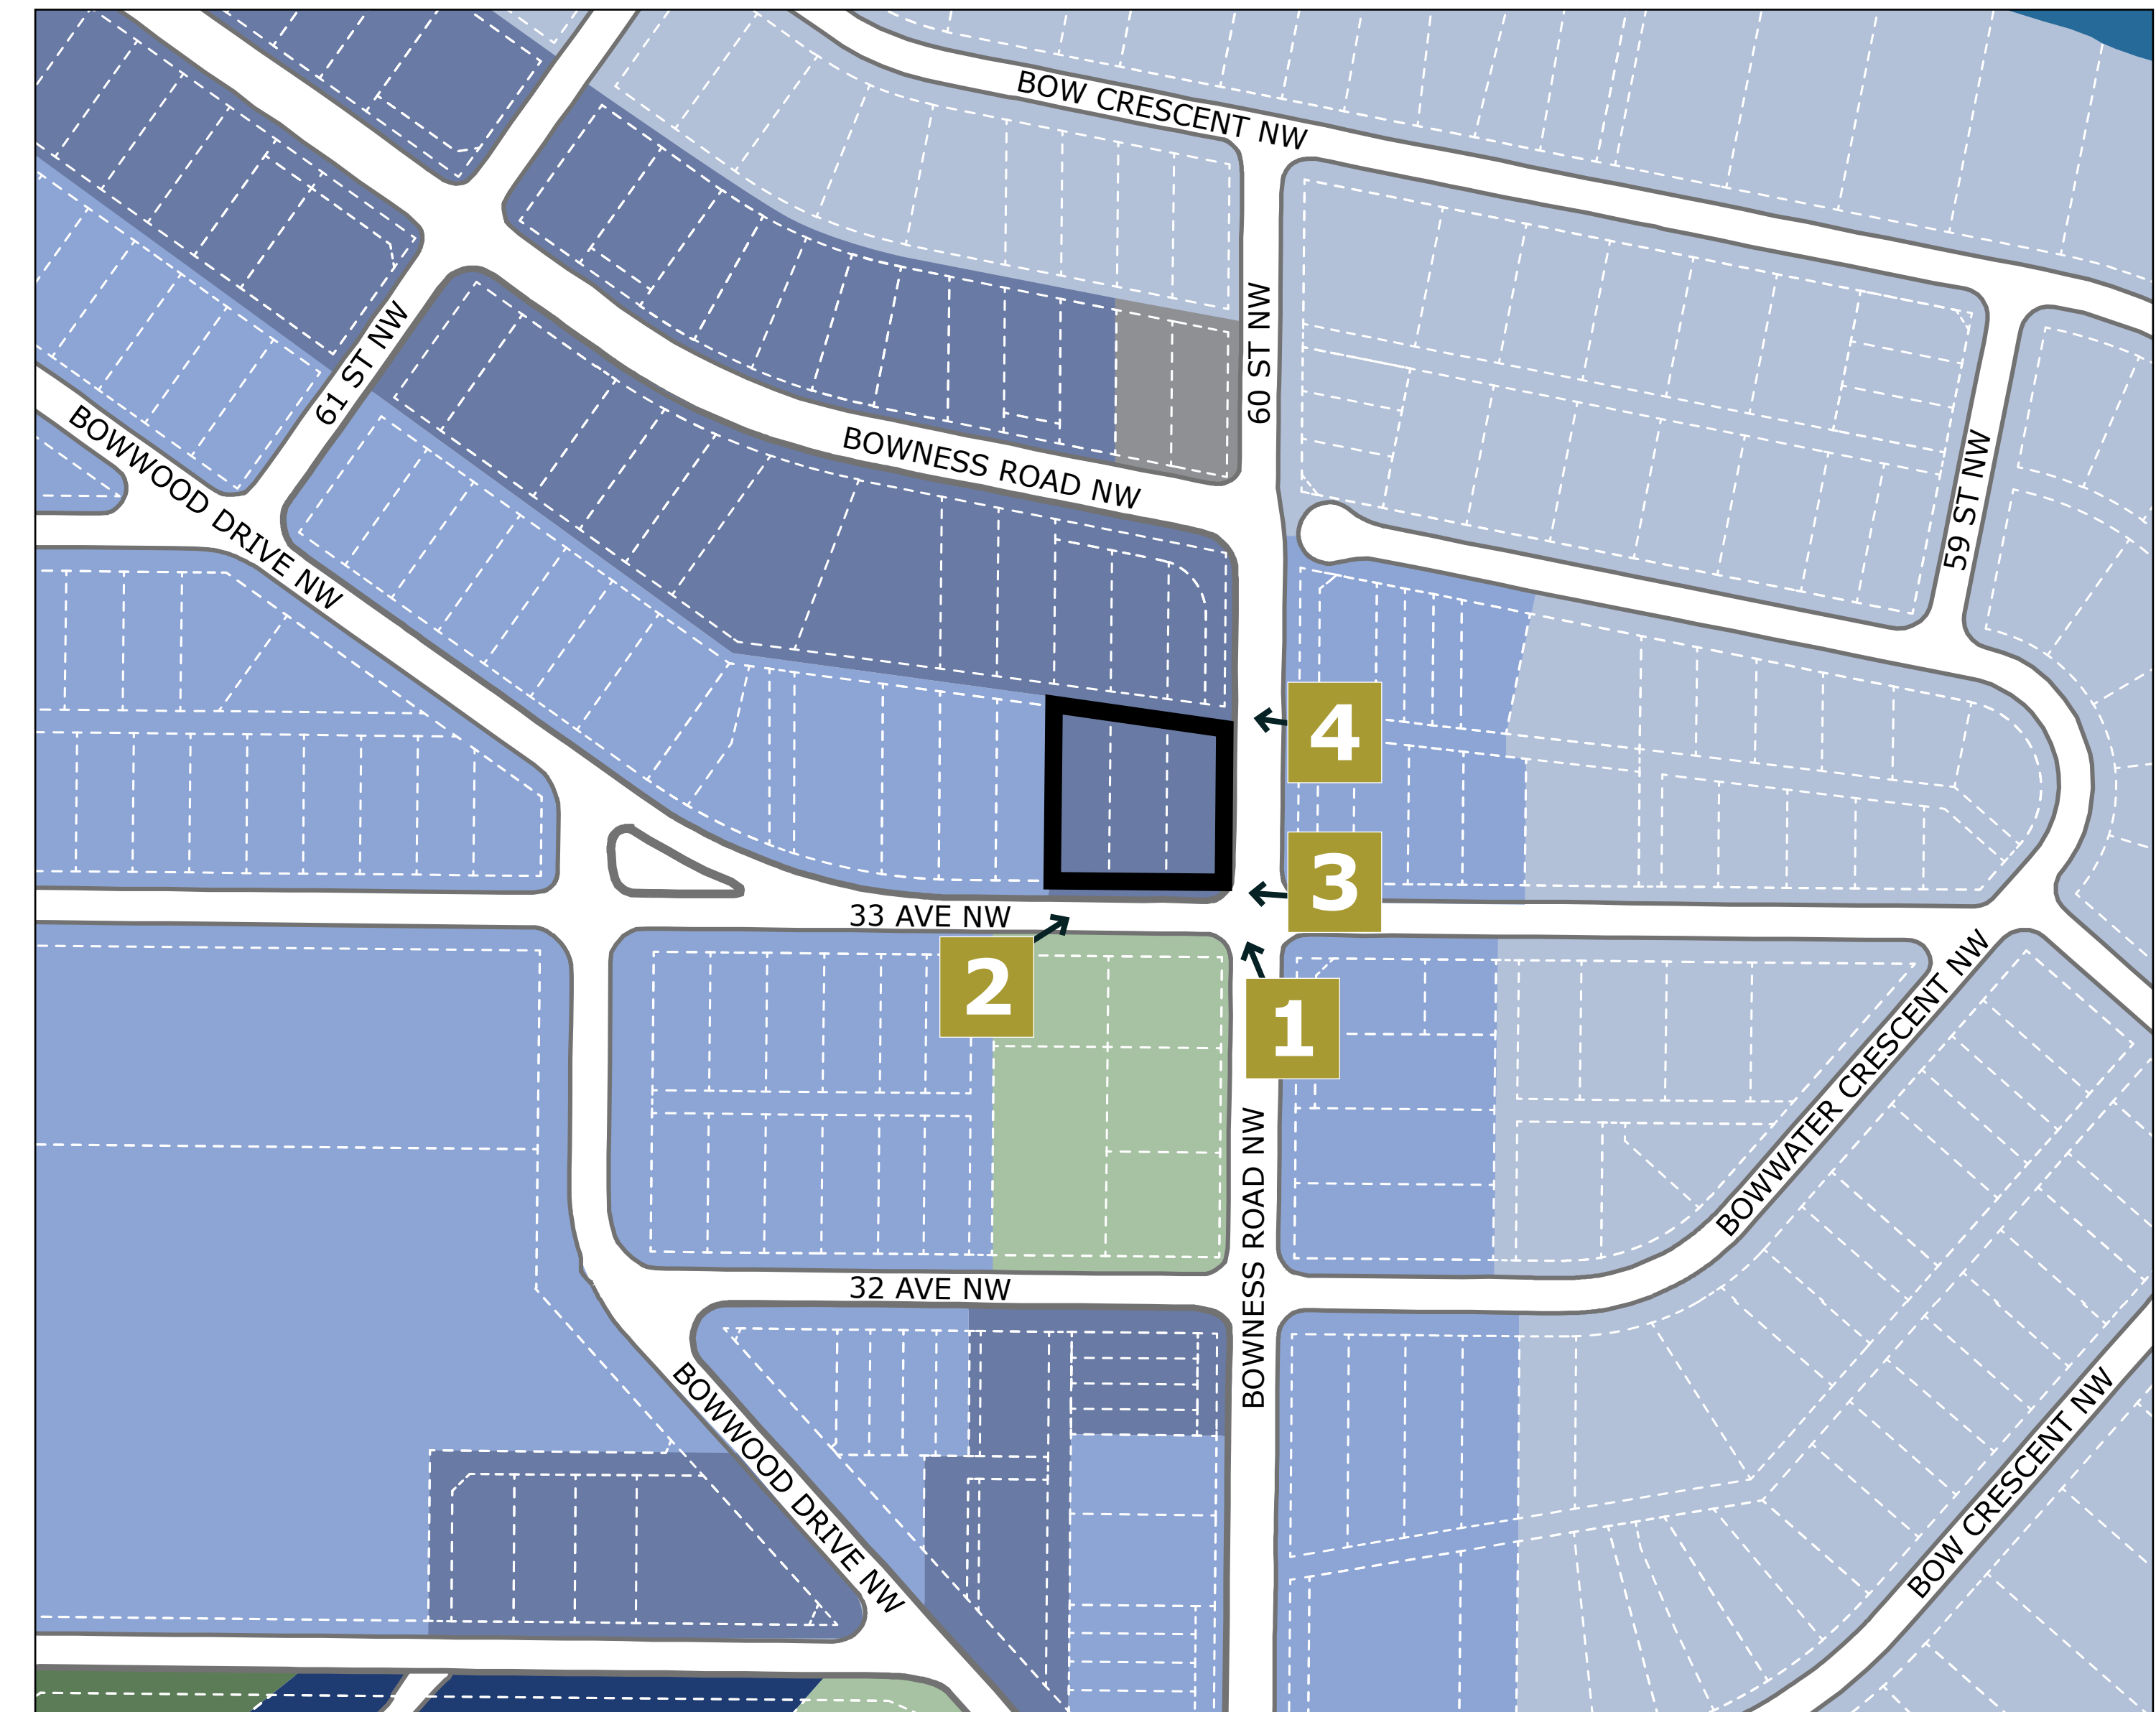 BOW CRESCENT NW
60 ST NW
61 ST NW
BOWNESS ROAD NW
BOWWOOD DRIVE NW
59 ST NW
4
3
33 AVE NW
2
1
BOWWATER CRESCENT NW
BOWNESS ROAD NW
32 AVE NW
BOWWOOD DRIVE NW
BOW CRESCENT NW